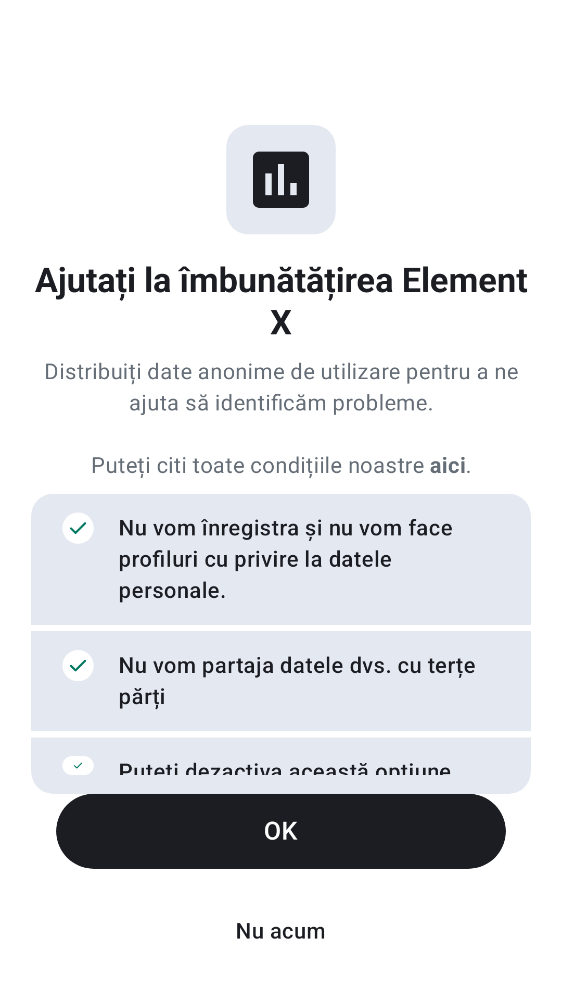 Ajutați la îmbunătățirea Element
X
Distribuiți date anonime de utilizare pentru a ne
ajuta să identificăm probleme.
Puteți citi toate condițiile noastre aici.
Nu vom înregistra și nu vom face
profiluri cu privire la datele
personale.
Nu vom partaja datele dvs. cu terțe
părți
Puteți dezactiva această opțiune
OK
Nu acum